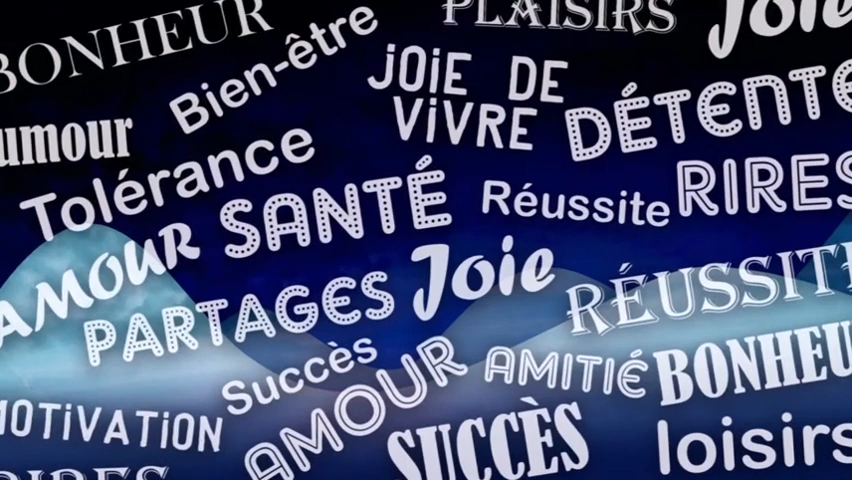 BONHEUR
PLAISIRS
Joie
Bien-être
JOiE DE
ViVRE
DÉTENTE
umour
Tolérance
SANTÉ
Réussite
RIRES
AMOUR
Joie
PARTAGES
RÉUSSITE
Succès
AMOUR
AMITIÉ
BONHEU
MOTiVATiON
SUCCÈS
loisirs
RIRES